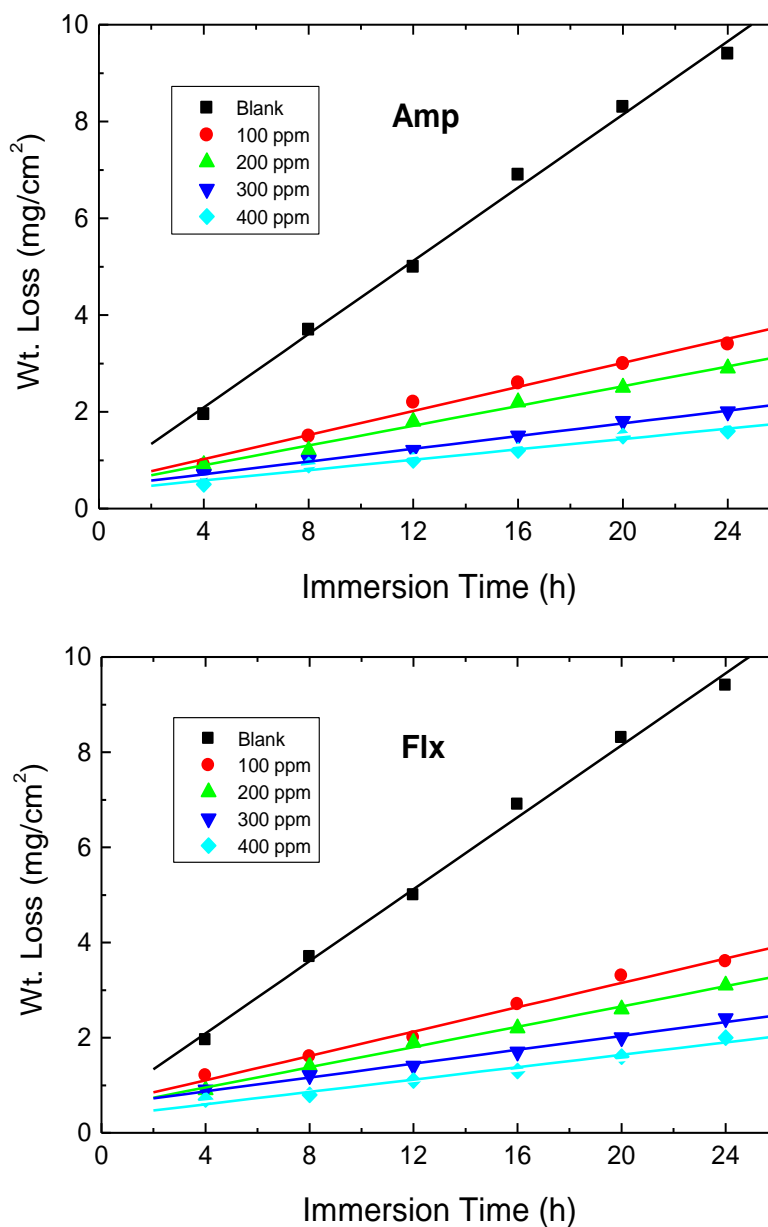 10
8
6
4
2
0
Wt. Loss (mg/cm²)
Amp
Blank
100 ppm
200 ppm
300 ppm
400 ppm
0 4 8 12 16 20 24
Immersion Time (h)
10
8
6
4
2
0
Wt. Loss (mg/cm²)
Flx
Blank
100 ppm
200 ppm
300 ppm
400 ppm
0 4 8 12 16 20 24
Immersion Time (h)